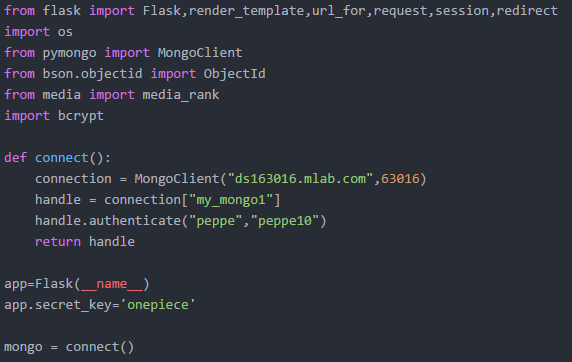 from flask import Flask,render_template,url_for,request,session,redirect
import os
from pymongo import MongoClient
from bson.objectid import ObjectId
from media import media_rank
import bcrypt
def connect():
    connection = MongoClient("ds163016.mlab.com",63016)
    handle = connection["my_mongo1"]
    handle.authenticate("peppe","peppe10")
    return handle
app=Flask(__name__)
app.secret_key='onepiece'
mongo = connect()